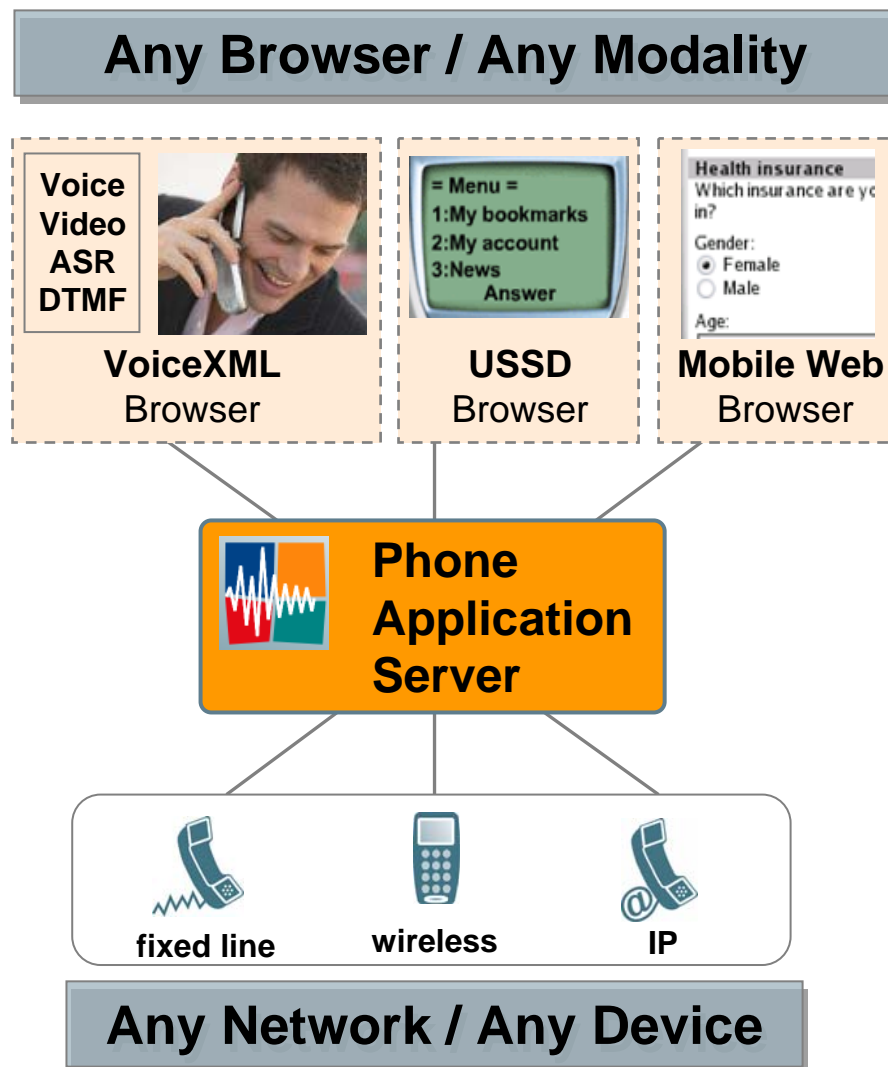 Any Browser / Any Modality
Voice
Video
ASR
DTMF
VoiceXML
Browser
= Menu =
1:My bookmarks
2:My account
3:News
Answer
USSD
Browser
Health insurance
Which insurance are yo
in?
Gender:
Female
Male
Age:
Mobile Web
Browser
Phone
Application
Server
fixed line
wireless
@
IP
Any Network / Any Device